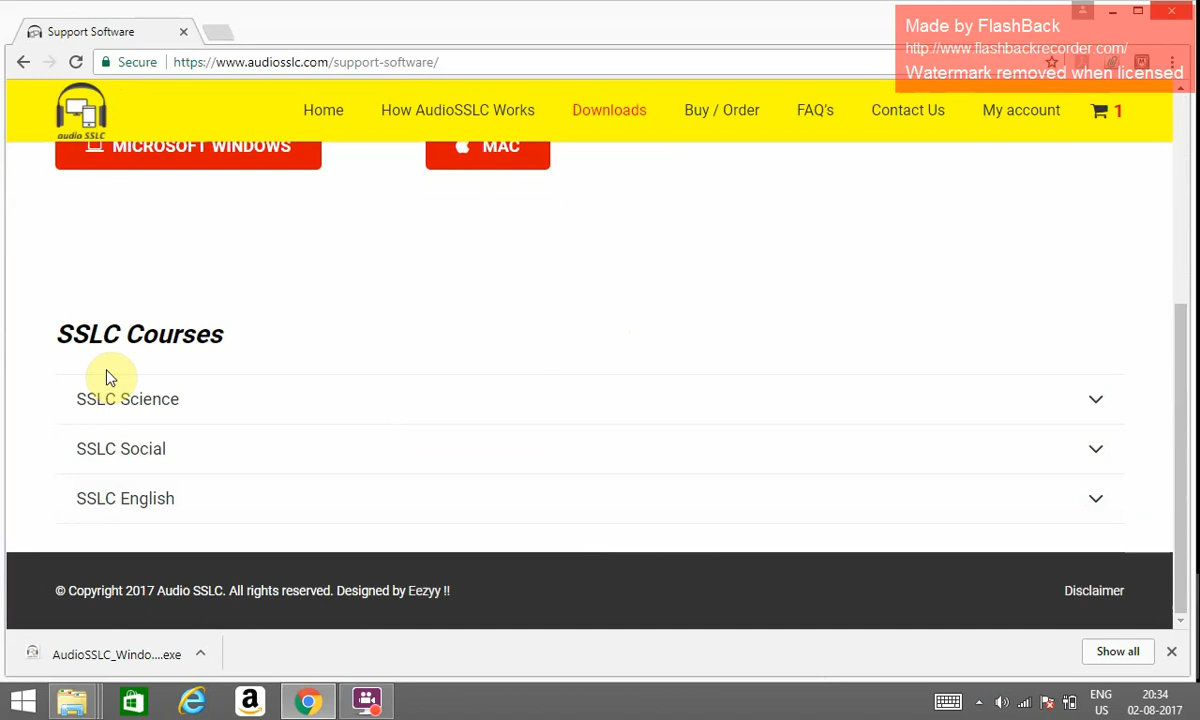 Support Software
Made by FlashBack
http://www.flashbackrecorder.com/
Watermark removed when licensed
Secure
https://www.audiosslc.com/support-software/
audio SSLC
Home
How AudioSSLC Works
Downloads
Buy / Order
FAQ's
Contact Us
My account
1
MICROSOFT WINDOWS
MAC
SSLC Courses
SSLC Science
SSLC Social
SSLC English
© Copyright 2017 Audio SSLC. All rights reserved. Designed by Eezyy !!
Disclaimer
AudioSSLC_Windo....exe
Show all
ENG
US
20:34
02-08-2017